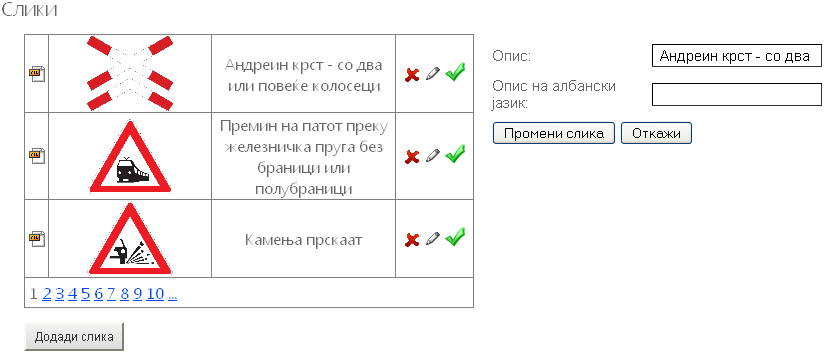 Слики
Андреин крст - со два
или повеќе колосеци
Премин на патот преку
железничка пруга без
браници или
полубраници
Камења прскаат
1 2 3 4 5 6 7 8 9 10 ...
Додади слика
Опис:
Андреин крст - со два
Опис на албански
јазик:
Промени слика
Откажи